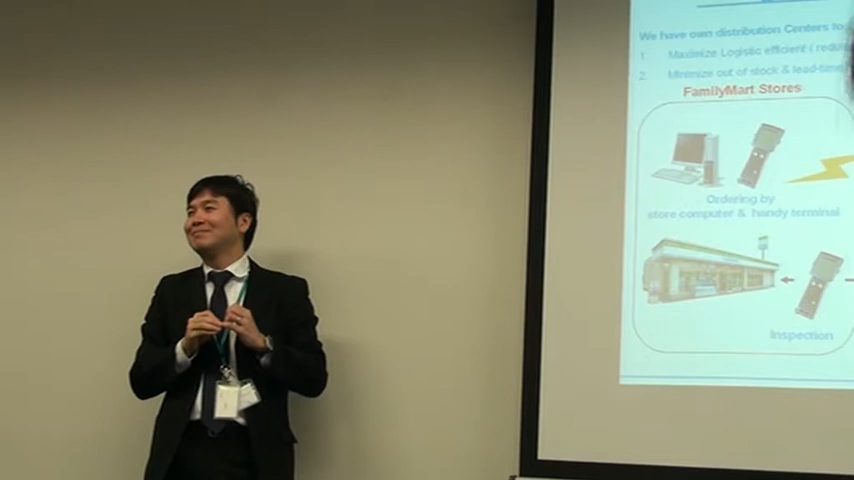 We have own distribution Centers to
1. Maximize Logistic efficient ( redu
2. Minimize out of stock & lead-time
FamilyMart Stores
Ordering by
store computer & handy terminal
Inspection